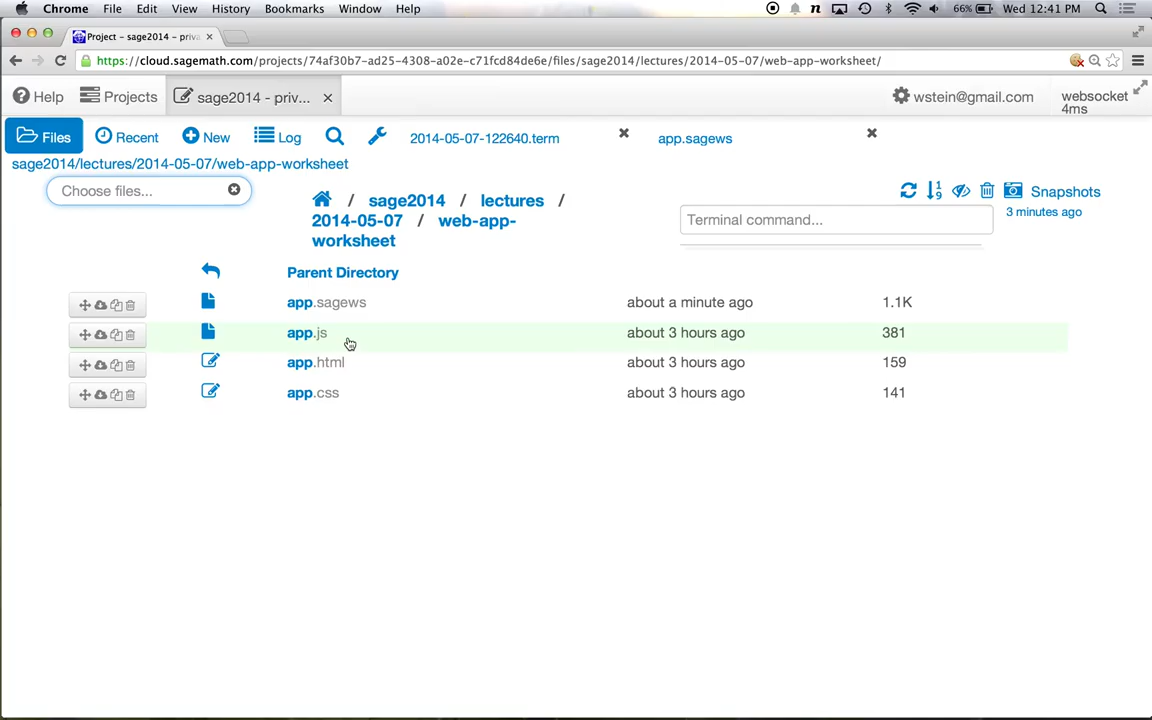 Chrome File Edit View History Bookmarks Window Help 66% Wed 12:41 PM
Project – sage2014 – priva
https://cloud.sagemath.com/projects/74af30b7-ad25-4308-a02e-c71fcd84de6e/files/sage2014/lectures/2014-05-07/web-app-worksheet/
Help Projects sage2014 - priv... wstein@gmail.com websocket
4ms
Files Recent New Log 2014-05-07-122640.term app.sagews
sage2014/lectures/2014-05-07/web-app-worksheet
Choose files... / sage2014 / lectures / Snapshots
2014-05-07 / web-app- Terminal command... 3 minutes ago
worksheet
Parent Directory
app.sagews about a minute ago 1.1K
app.js about 3 hours ago 381
app.html about 3 hours ago 159
app.css about 3 hours ago 141